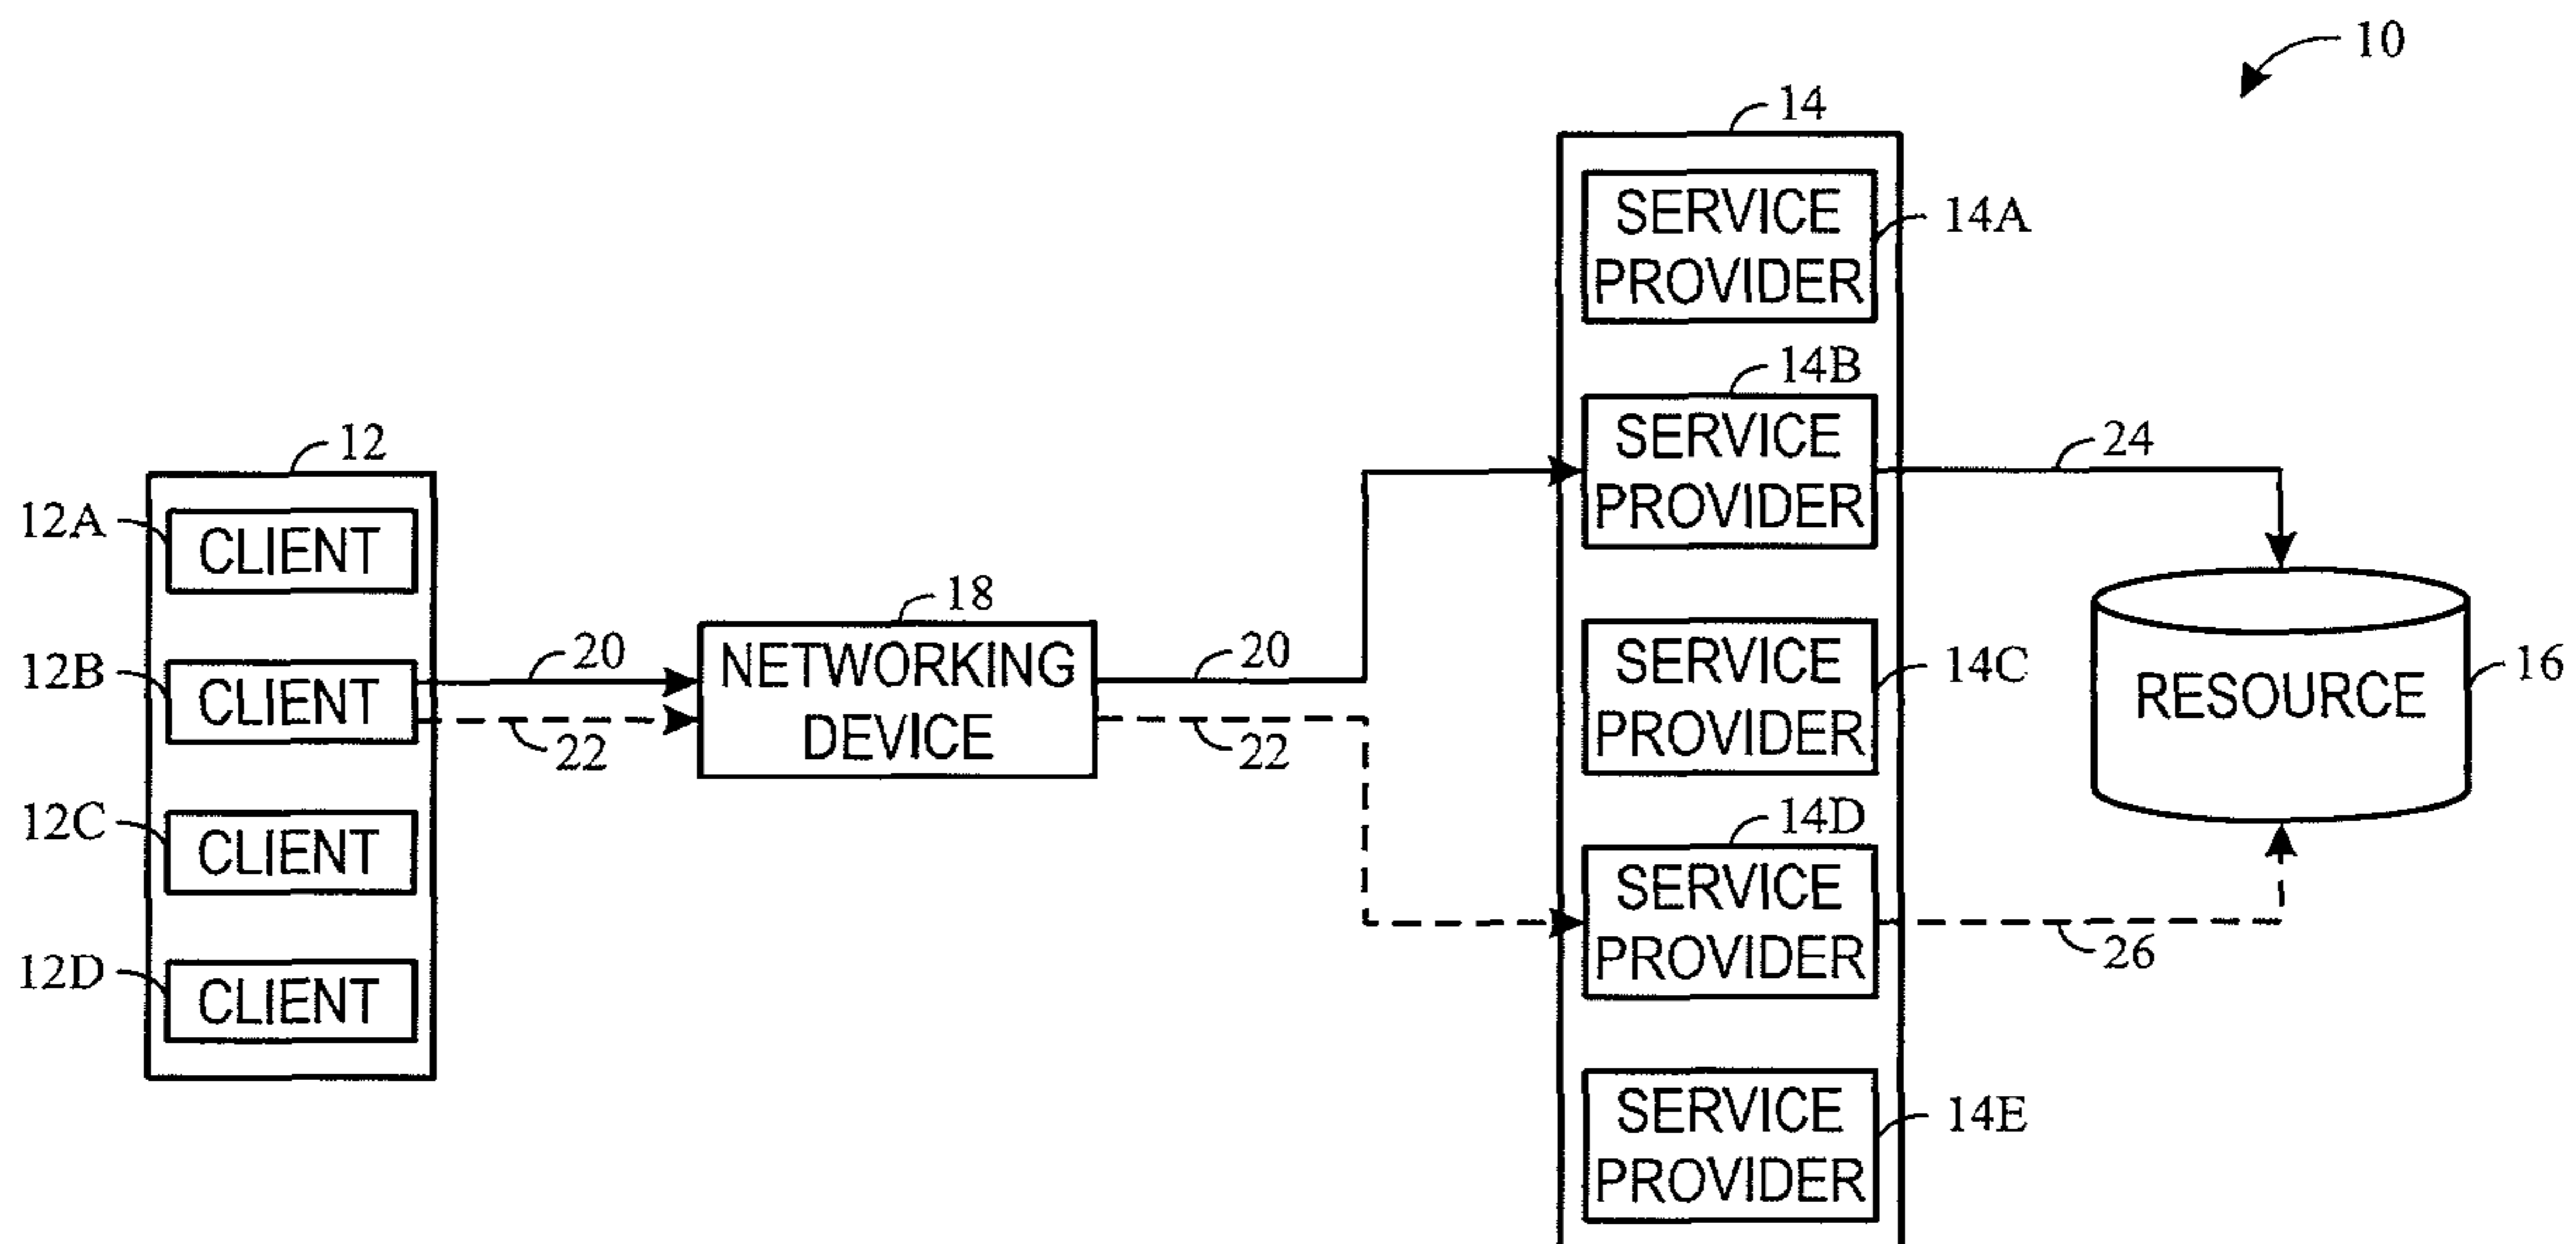 10
14
SERVICE
PROVIDER
14A
14B
SERVICE
PROVIDER
24
12
12A
CLIENT
18
NETWORKING
DEVICE
20
20
12B
CLIENT
22
22
SERVICE
PROVIDER
14C
RESOURCE
16
12C
CLIENT
14D
SERVICE
PROVIDER
26
12D
CLIENT
SERVICE
PROVIDER
14E